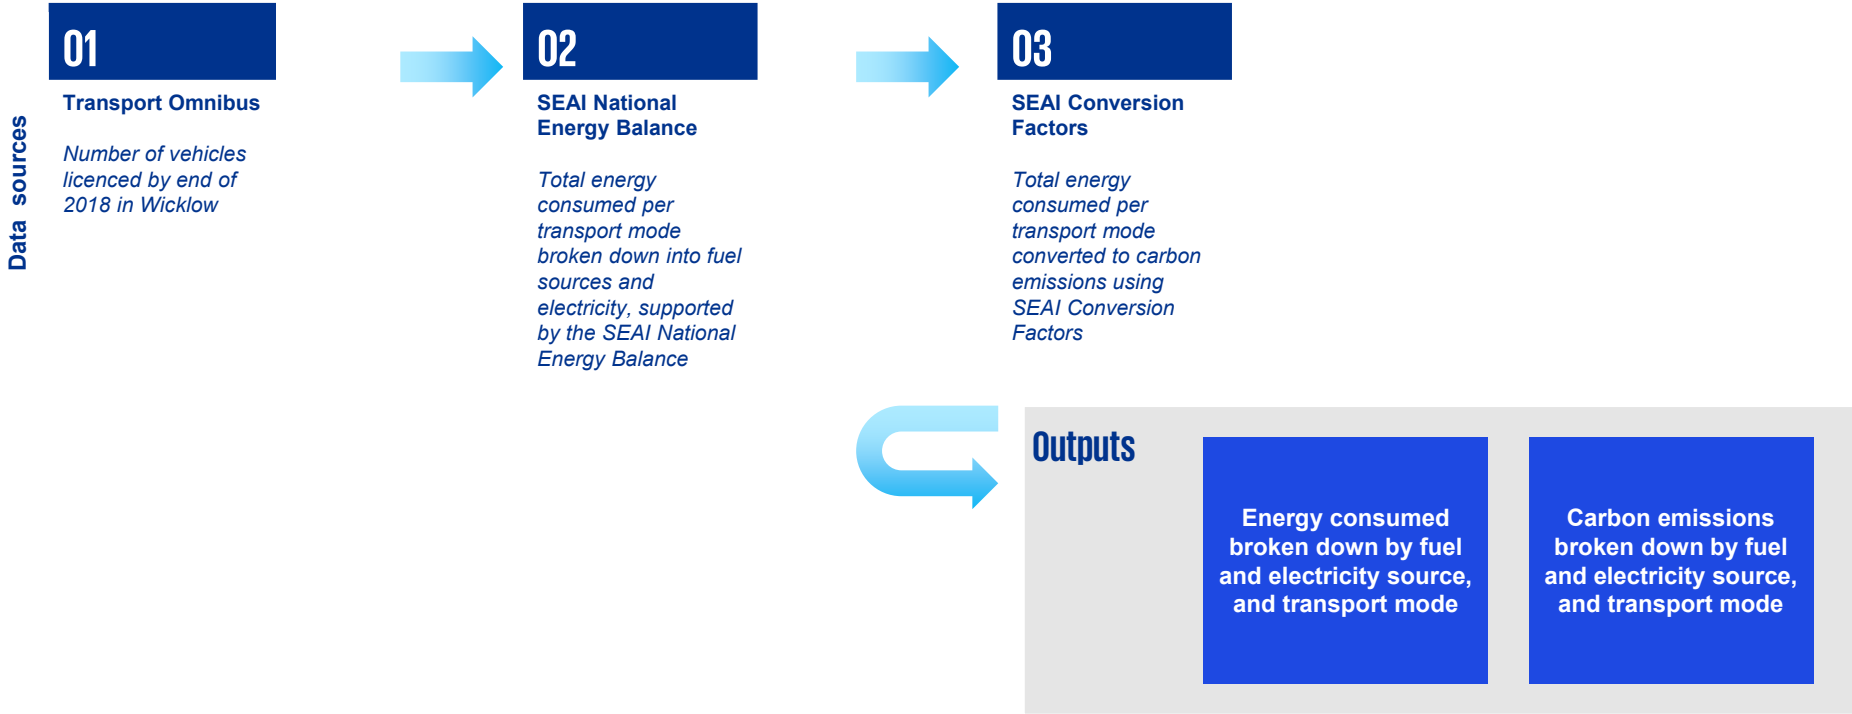 Data sources
01
Transport Omnibus
Number of vehicles
licenced by end of
2018 in Wicklow
02
SEAI National
Energy Balance
Total energy
consumed per
transport mode
broken down into fuel
sources and
electricity, supported
by the SEAI National
Energy Balance
03
SEAI Conversion
Factors
Total energy
consumed per
transport mode
converted to carbon
emissions using
SEAI Conversion
Factors
Outputs
Energy consumed
broken down by fuel
and electricity source,
and transport mode
Carbon emissions
broken down by fuel
and electricity source,
and transport mode